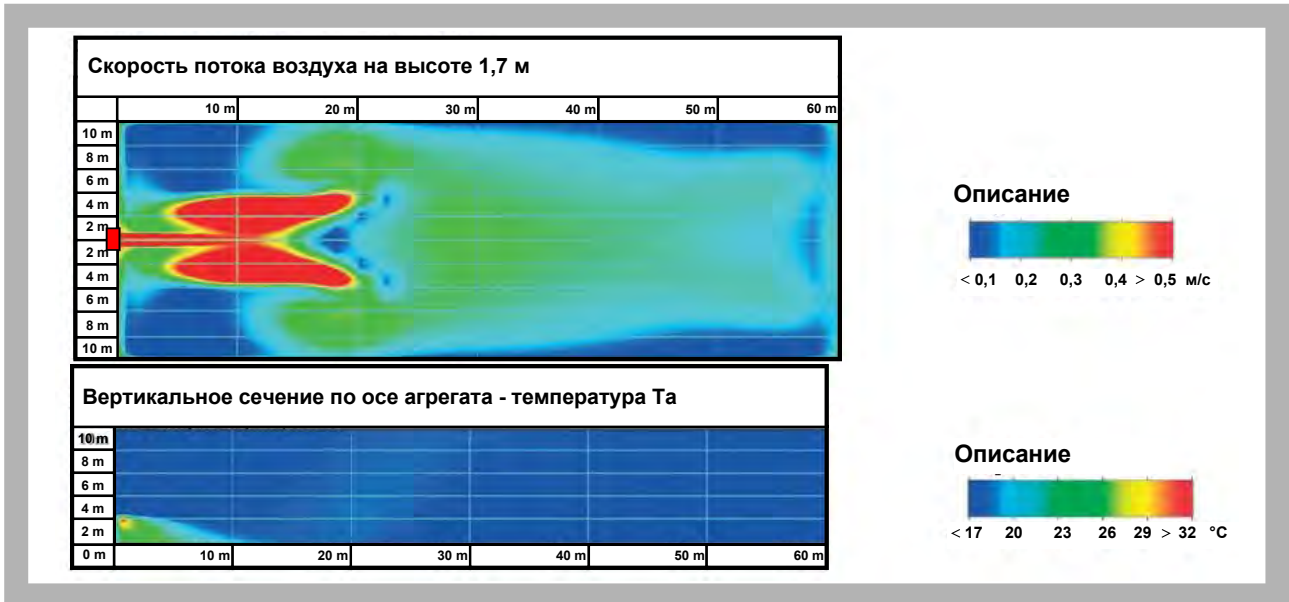 Скорость потока воздуха на высоте 1,7 м
10 m 20 m 30 m 40 m 50 m 60 m
10 m
8 m
6 m
4 m
2 m
2 m
4 m
6 m
8 m
10 m
Описание
< 0,1 0,2 0,3 0,4 > 0,5 м/с
Вертикальное сечение по осе агрегата - температура Ta
10 m
8 m
6 m
4 m
2 m
0 m 10 m 20 m 30 m 40 m 50 m 60 m
Описание
< 17 20 23 26 29 > 32 °C